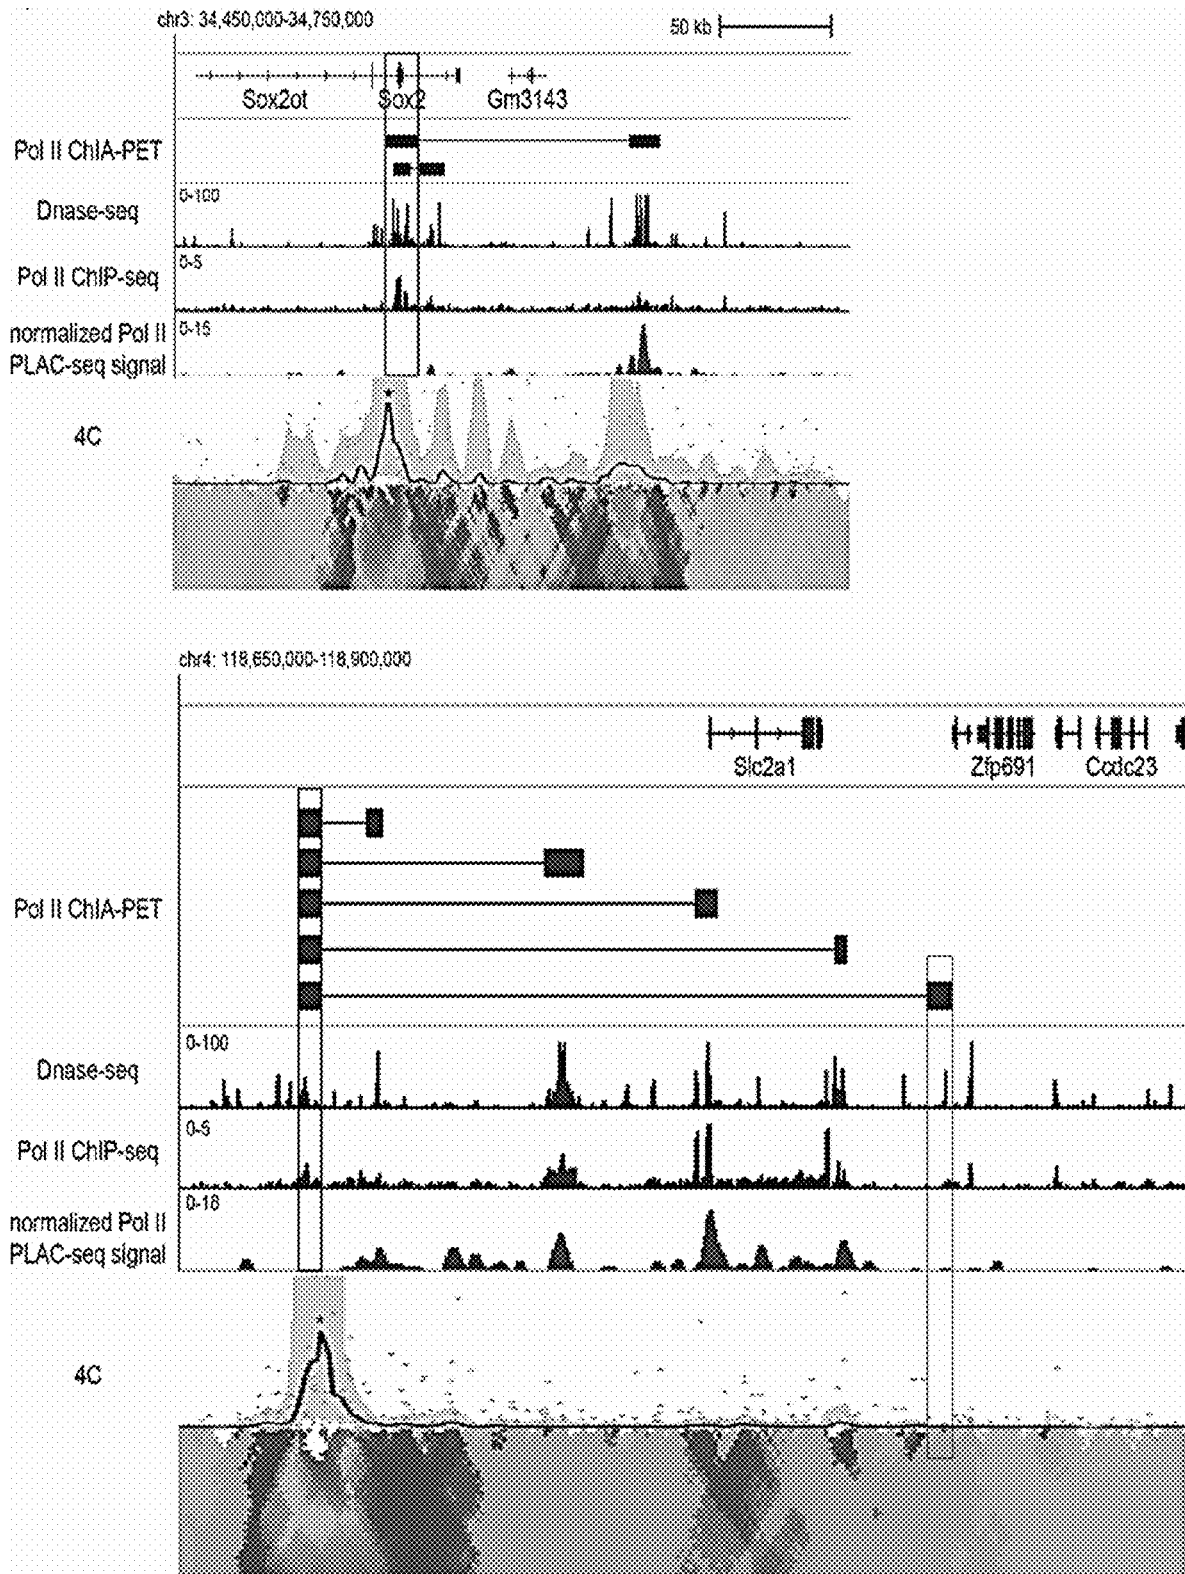 chr3: 34,450,000-34,750,000
50 kb
Sox2ot
Sox2
Gm3143
Pol II ChIA-PET
Dnase-seq
0-100
Pol II ChIP-seq
0-5
normalized Pol II
PLAC-seq signal
0-15
*
4C
chr4: 118,650,000-118,900,000
Slc2a1
Zfp691
Ccdc23
Pol II ChIA-PET
Dnase-seq
0-100
Pol II ChIP-seq
0-5
normalized Pol II
PLAC-seq signal
0-18
*
4C